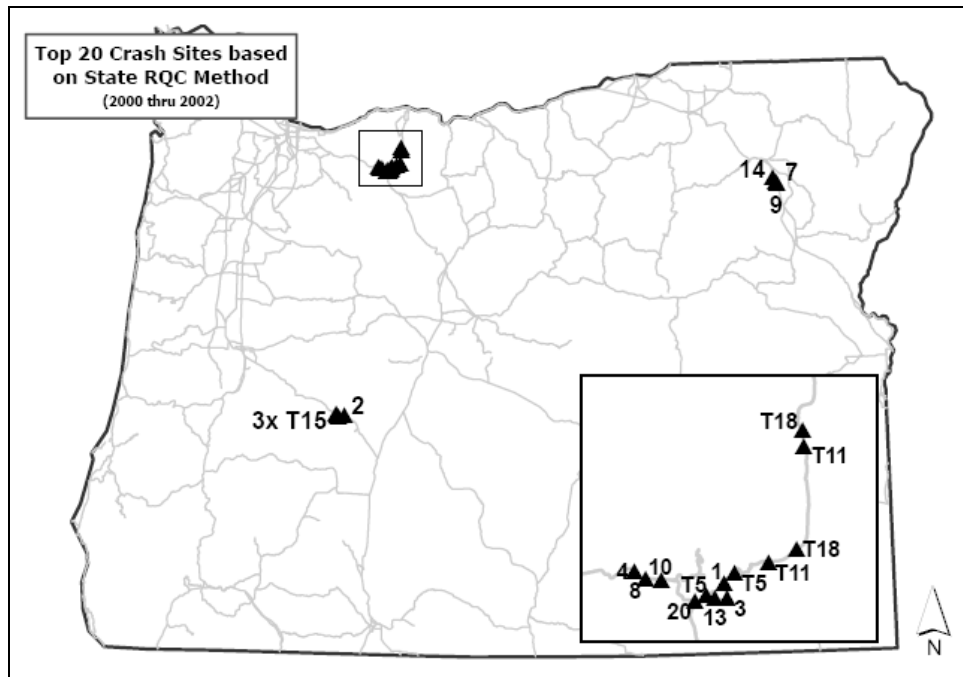 Top 20 Crash Sites based
on State RQC Method
(2000 thru 2002)
14
7
9
3x T15
2
T18
T11
T18
T11
4
10
8
1
T5
T5
20
13
3
N